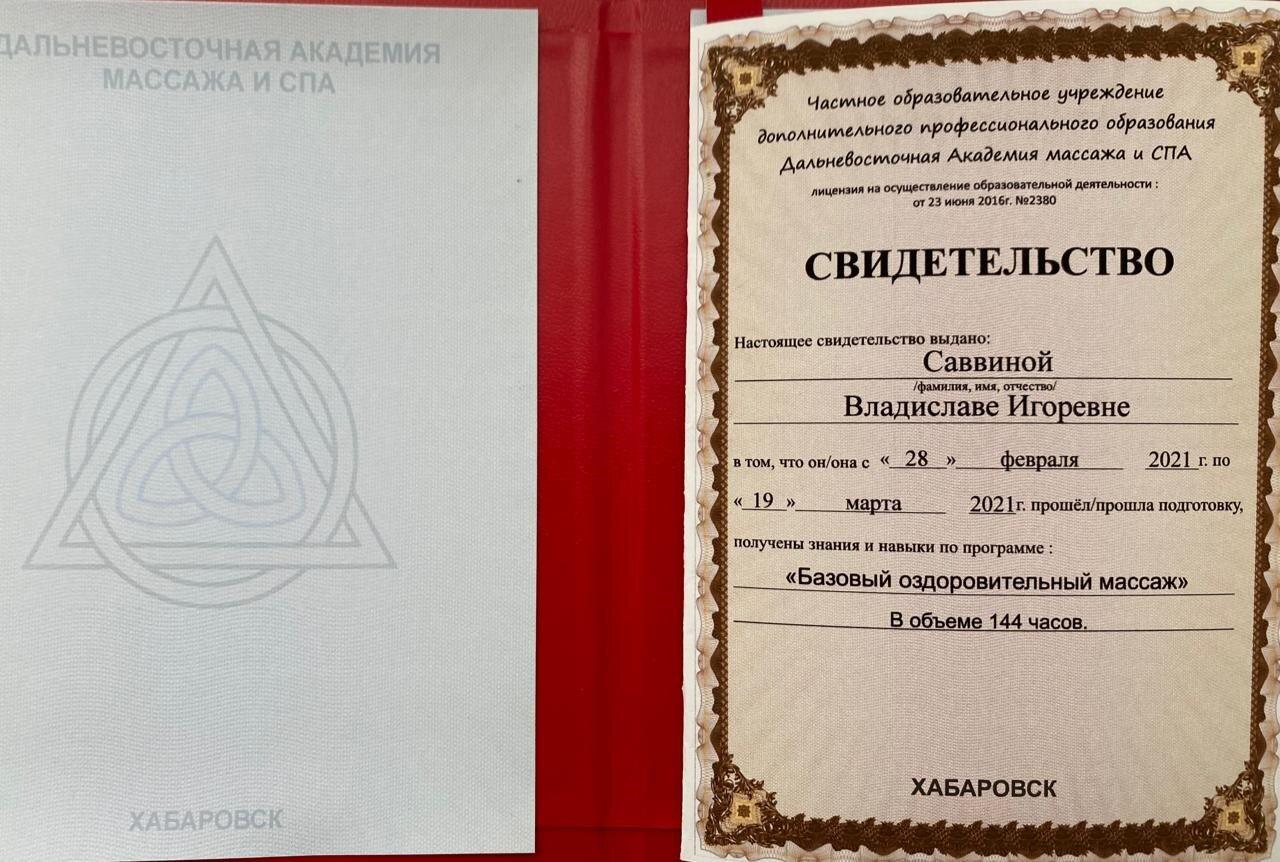 ДАЛЬНЕВОСТОЧНАЯ АКАДЕМИЯ
МАССАЖА И СПА
ХАБАРОВСК
Частное образовательное учреждение
дополнительного профессионального образования
Дальневосточная Академия массажа и СПА
лицензия на осуществление образовательной деятельности :
от 23 июня 2016г. №2380
СВИДЕТЕЛЬСТВО
Настоящее свидетельство выдано:
Саввиной
/фамилия, имя, отчество/
Владиславе Игоревне
в том, что он/она с « 28 » февраля 2021 г. по
« 19 » марта 2021г. прошёл/прошла подготовку,
получены знания и навыки по программе :
«Базовый оздоровительный массаж»
В объеме 144 часов.
ХАБАРОВСК